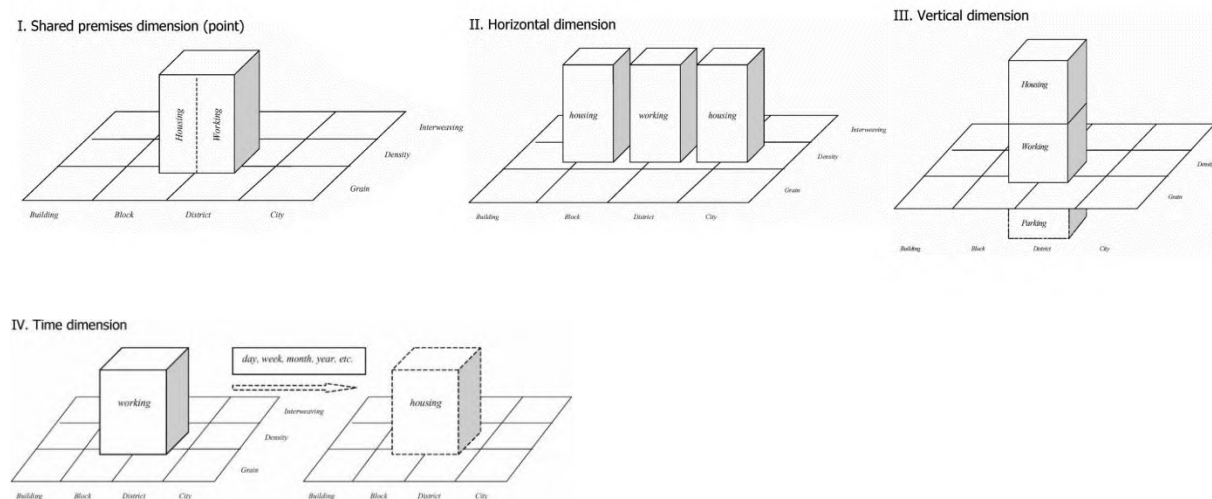 I. Shared premises dimension (point)
Housing
Working
Interweaving
Density
Grain
Building Block District City
II. Horizontal dimension
housing working housing
Interweaving
Density
Grain
Building Block District City
III. Vertical dimension
Housing
Working
Densit
Grain
Parking
Building Block District City
IV. Time dimension
day, week, month, year, etc.
working
housing
Interweaving
Density
Grain
Building Block District City
Building Block District City